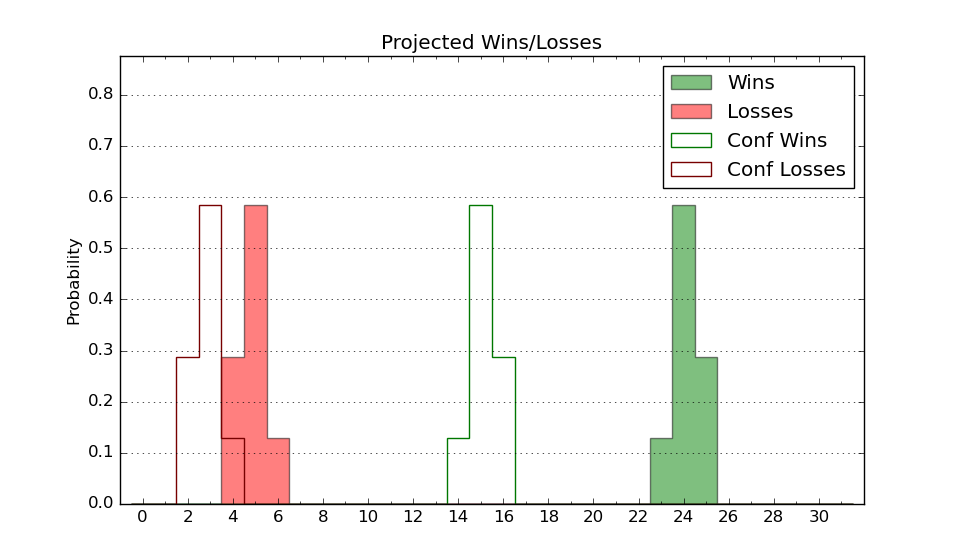 Projected Wins/Losses
Wins
Losses
Conf Wins
Conf Losses
Probability
0.8
0.7
0.6
0.5
0.4
0.3
0.2
0.1
0.0
0 2 4 6 8 10 12 14 16 18 20 22 24 26 28 30